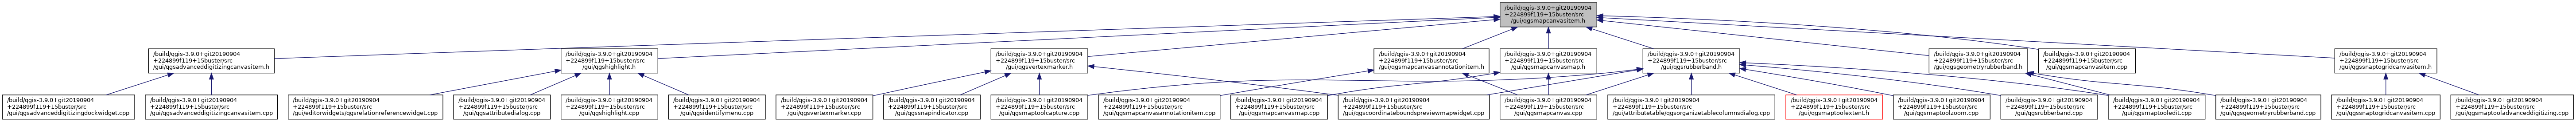 /build/qgis-3.9.0+git20190904
+224899f119+15buster/src
/gui/qgsmapcanvasitem.h
/build/qgis-3.9.0+git20190904
+224899f119+15buster/src
/gui/qgsadvanceddigitizingcanvasitem.h
/build/qgis-3.9.0+git20190904
+224899f119+15buster/src
/gui/qgshighlight.h
/build/qgis-3.9.0+git20190904
+224899f119+15buster/src
/gui/qgsvertexmarker.h
/build/qgis-3.9.0+git20190904
+224899f119+15buster/src
/gui/qgsmapcanvasannotationitem.h
/build/qgis-3.9.0+git20190904
+224899f119+15buster/src
/gui/qgsmapcanvasmap.h
/build/qgis-3.9.0+git20190904
+224899f119+15buster/src
/gui/qgsrubberband.h
/build/qgis-3.9.0+git20190904
+224899f119+15buster/src
/gui/qgsgeometryrubberband.h
/build/qgis-3.9.0+git20190904
+224899f119+15buster/src
/gui/qgsmapcanvasitem.cpp
/build/qgis-3.9.0+git20190904
+224899f119+15buster/src
/gui/qgssnaptogridcanvasitem.h
/build/qgis-3.9.0+git20190904
+224899f119+15buster/src
/gui/qgsadvanceddigitizingdockwidget.cpp
/build/qgis-3.9.0+git20190904
+224899f119+15buster/src
/gui/qgsadvanceddigitizingcanvasitem.cpp
/build/qgis-3.9.0+git20190904
+224899f119+15buster/src
/gui/editorwidgets/qgsrelationreferencewidget.cpp
/build/qgis-3.9.0+git20190904
+224899f119+15buster/src
/gui/qgsattributedialog.cpp
/build/qgis-3.9.0+git20190904
+224899f119+15buster/src
/gui/qgshighlight.cpp
/build/qgis-3.9.0+git20190904
+224899f119+15buster/src
/gui/qgsidentifymenu.cpp
/build/qgis-3.9.0+git20190904
+224899f119+15buster/src
/gui/qgsvertexmarker.cpp
/build/qgis-3.9.0+git20190904
+224899f119+15buster/src
/gui/qgssnapindicator.cpp
/build/qgis-3.9.0+git20190904
+224899f119+15buster/src
/gui/qgsmaptoolcapture.cpp
/build/qgis-3.9.0+git20190904
+224899f119+15buster/src
/gui/qgsmapcanvasannotationitem.cpp
/build/qgis-3.9.0+git20190904
+224899f119+15buster/src
/gui/qgsmapcanvasmap.cpp
/build/qgis-3.9.0+git20190904
+224899f119+15buster/src
/gui/qgscoordinateboundspreviewmapwidget.cpp
/build/qgis-3.9.0+git20190904
+224899f119+15buster/src
/gui/qgsmapcanvas.cpp
/build/qgis-3.9.0+git20190904
+224899f119+15buster/src
/gui/attributetable/qgsorganizetablecolumnsdialog.cpp
/build/qgis-3.9.0+git20190904
+224899f119+15buster/src
/gui/qgsmaptoolextent.h
/build/qgis-3.9.0+git20190904
+224899f119+15buster/src
/gui/qgsmaptoolzoom.cpp
/build/qgis-3.9.0+git20190904
+224899f119+15buster/src
/gui/qgsrubberband.cpp
/build/qgis-3.9.0+git20190904
+224899f119+15buster/src
/gui/qgsmaptooledit.cpp
/build/qgis-3.9.0+git20190904
+224899f119+15buster/src
/gui/qgsgeometryrubberband.cpp
/build/qgis-3.9.0+git20190904
+224899f119+15buster/src
/gui/qgssnaptogridcanvasitem.cpp
/build/qgis-3.9.0+git20190904
+224899f119+15buster/src
/gui/qgsmaptooladvanceddigitizing.cpp